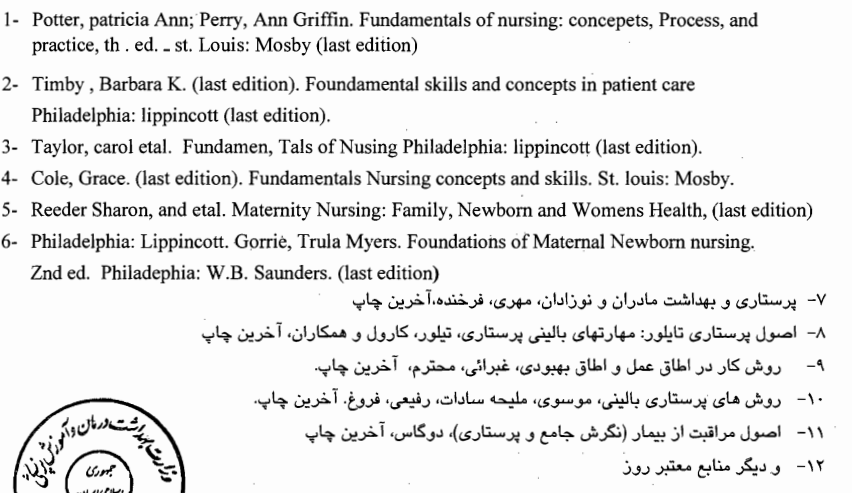 1- Potter, patricia Ann; Perry, Ann Griffin. Fundamentals of nursing: concepets, Process, and
practice, th . ed. – st. Louis: Mosby (last edition)
2- Timby , Barbara K. (last edition). Foundamental skills and concepts in patient care
Philadelphia: lippincott (last edition).
3- Taylor, carol etal. Fundamen, Tals of Nusing Philadelphia: lippincott (last edition).
4- Cole, Grace. (last edition). Fundamentals Nursing concepts and skills. St. louis: Mosby.
5- Reeder Sharon, and etal. Maternity Nursing: Family, Newborn and Womens Health, (last edition)
6- Philadelphia: Lippincott. Gorrie, Trula Myers. Foundations of Maternal Newborn nursing.
Znd ed. Philadephia: W.B. Saunders. (last edition)
۷- پرستاری و بهداشت مادران و نوزادان، مهری، فرخنده،آخرین چاپ
۸- اصول پرستاری تایلور: مهارتهای بالینی پرستاری، تیلور، کارول و همکاران، آخرین چاپ
۹- روش کار در اطاق عمل و اطاق بهبودی، غبرائی، محترم، آخرین چاپ.
۱۰- روش های پرستاری بالینی، موسوی، ملیحه سادات، رفیعی، فروغ. آخرین چاپ.
۱۱- اصول مراقبت از بیمار (نگرش جامع و پرستاری)، دوگاس، آخرین چاپ
۱۲- و دیگر منابع معتبر روز
وزارت بهداشت درمان و آموزش پزشکی
جمهوری